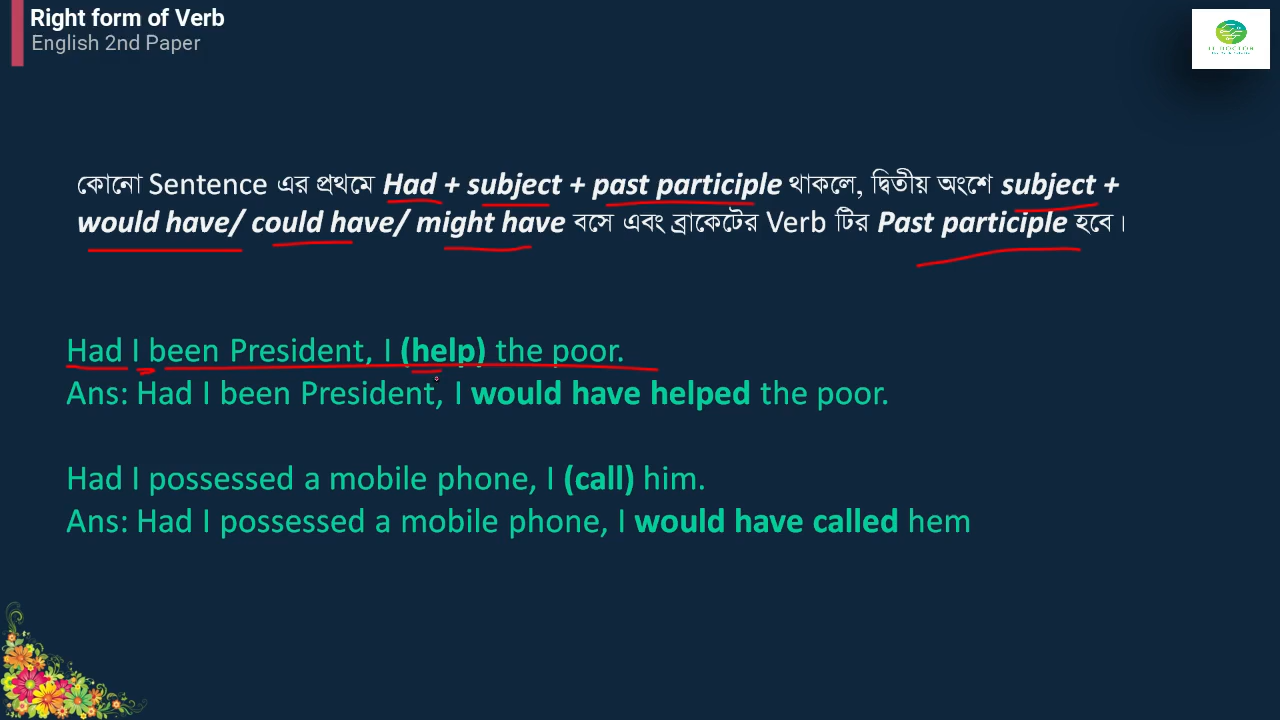 Right form of Verb
English 2nd Paper
কোনো Sentence এর প্রথমে Had + subject + past participle থাকলে, দ্বিতীয় অংশে subject +
would have/ could have/ might have বসে এবং ব্রাকেটের Verb টির Past participle হবে।
Had I been President, I (help) the poor.
Ans: Had I been President, I would have helped the poor.
Had I possessed a mobile phone, I (call) him.
Ans: Had I possessed a mobile phone, I would have called hem